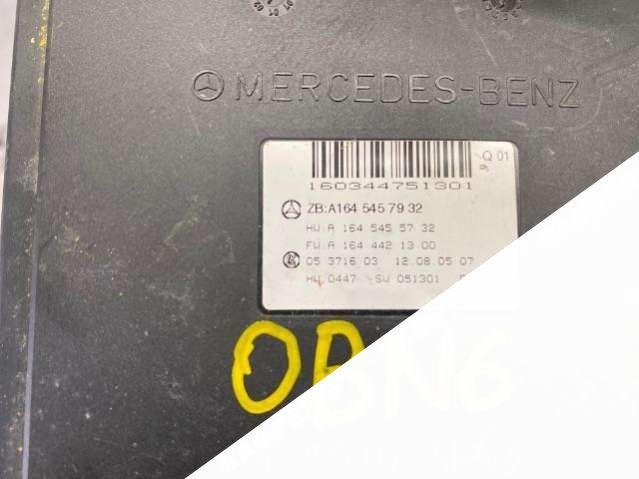 MERCEDES-BENZ
Q 01
160344751301
ZB:A164 545 79 32
HW:A 164 545 57 32
FW:A 164 442 13 00
05 3716 03 12.08.05 07
HW 0447 SW 051301